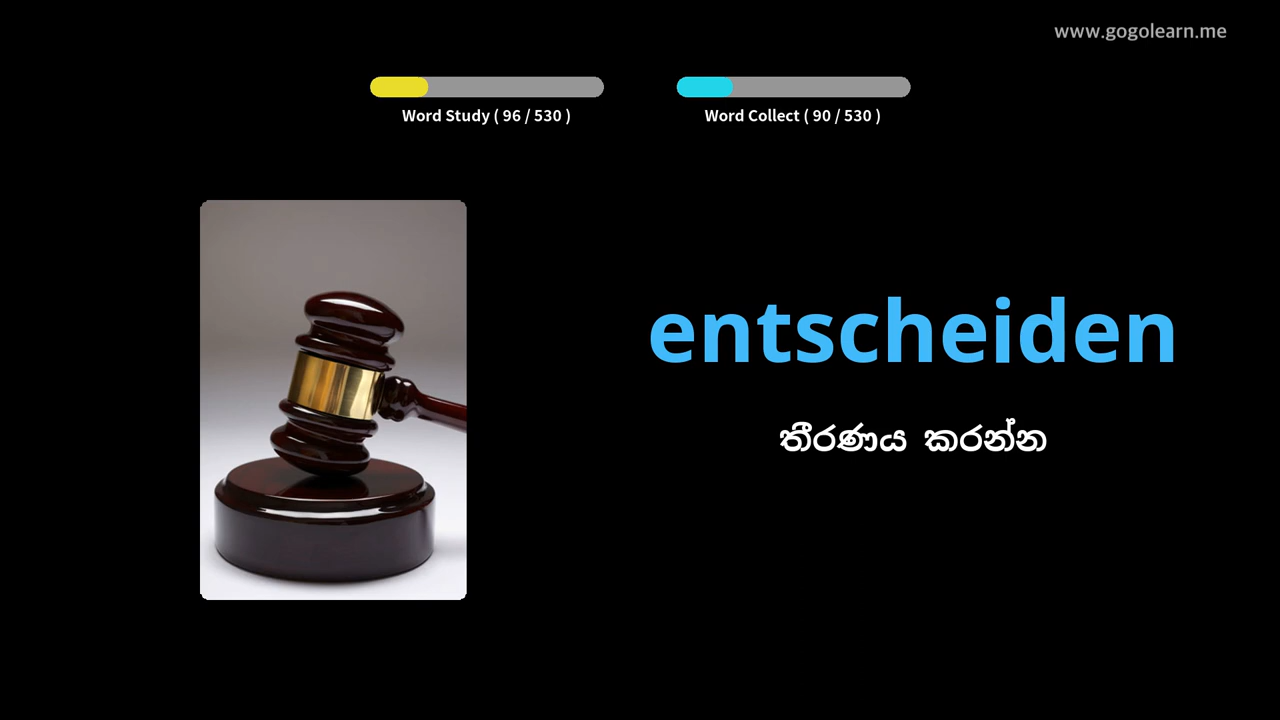 www.gogolearn.me
Word Study ( 96 / 530 )
Word Collect ( 90 / 530 )
entscheiden
තීරණය කරන්න